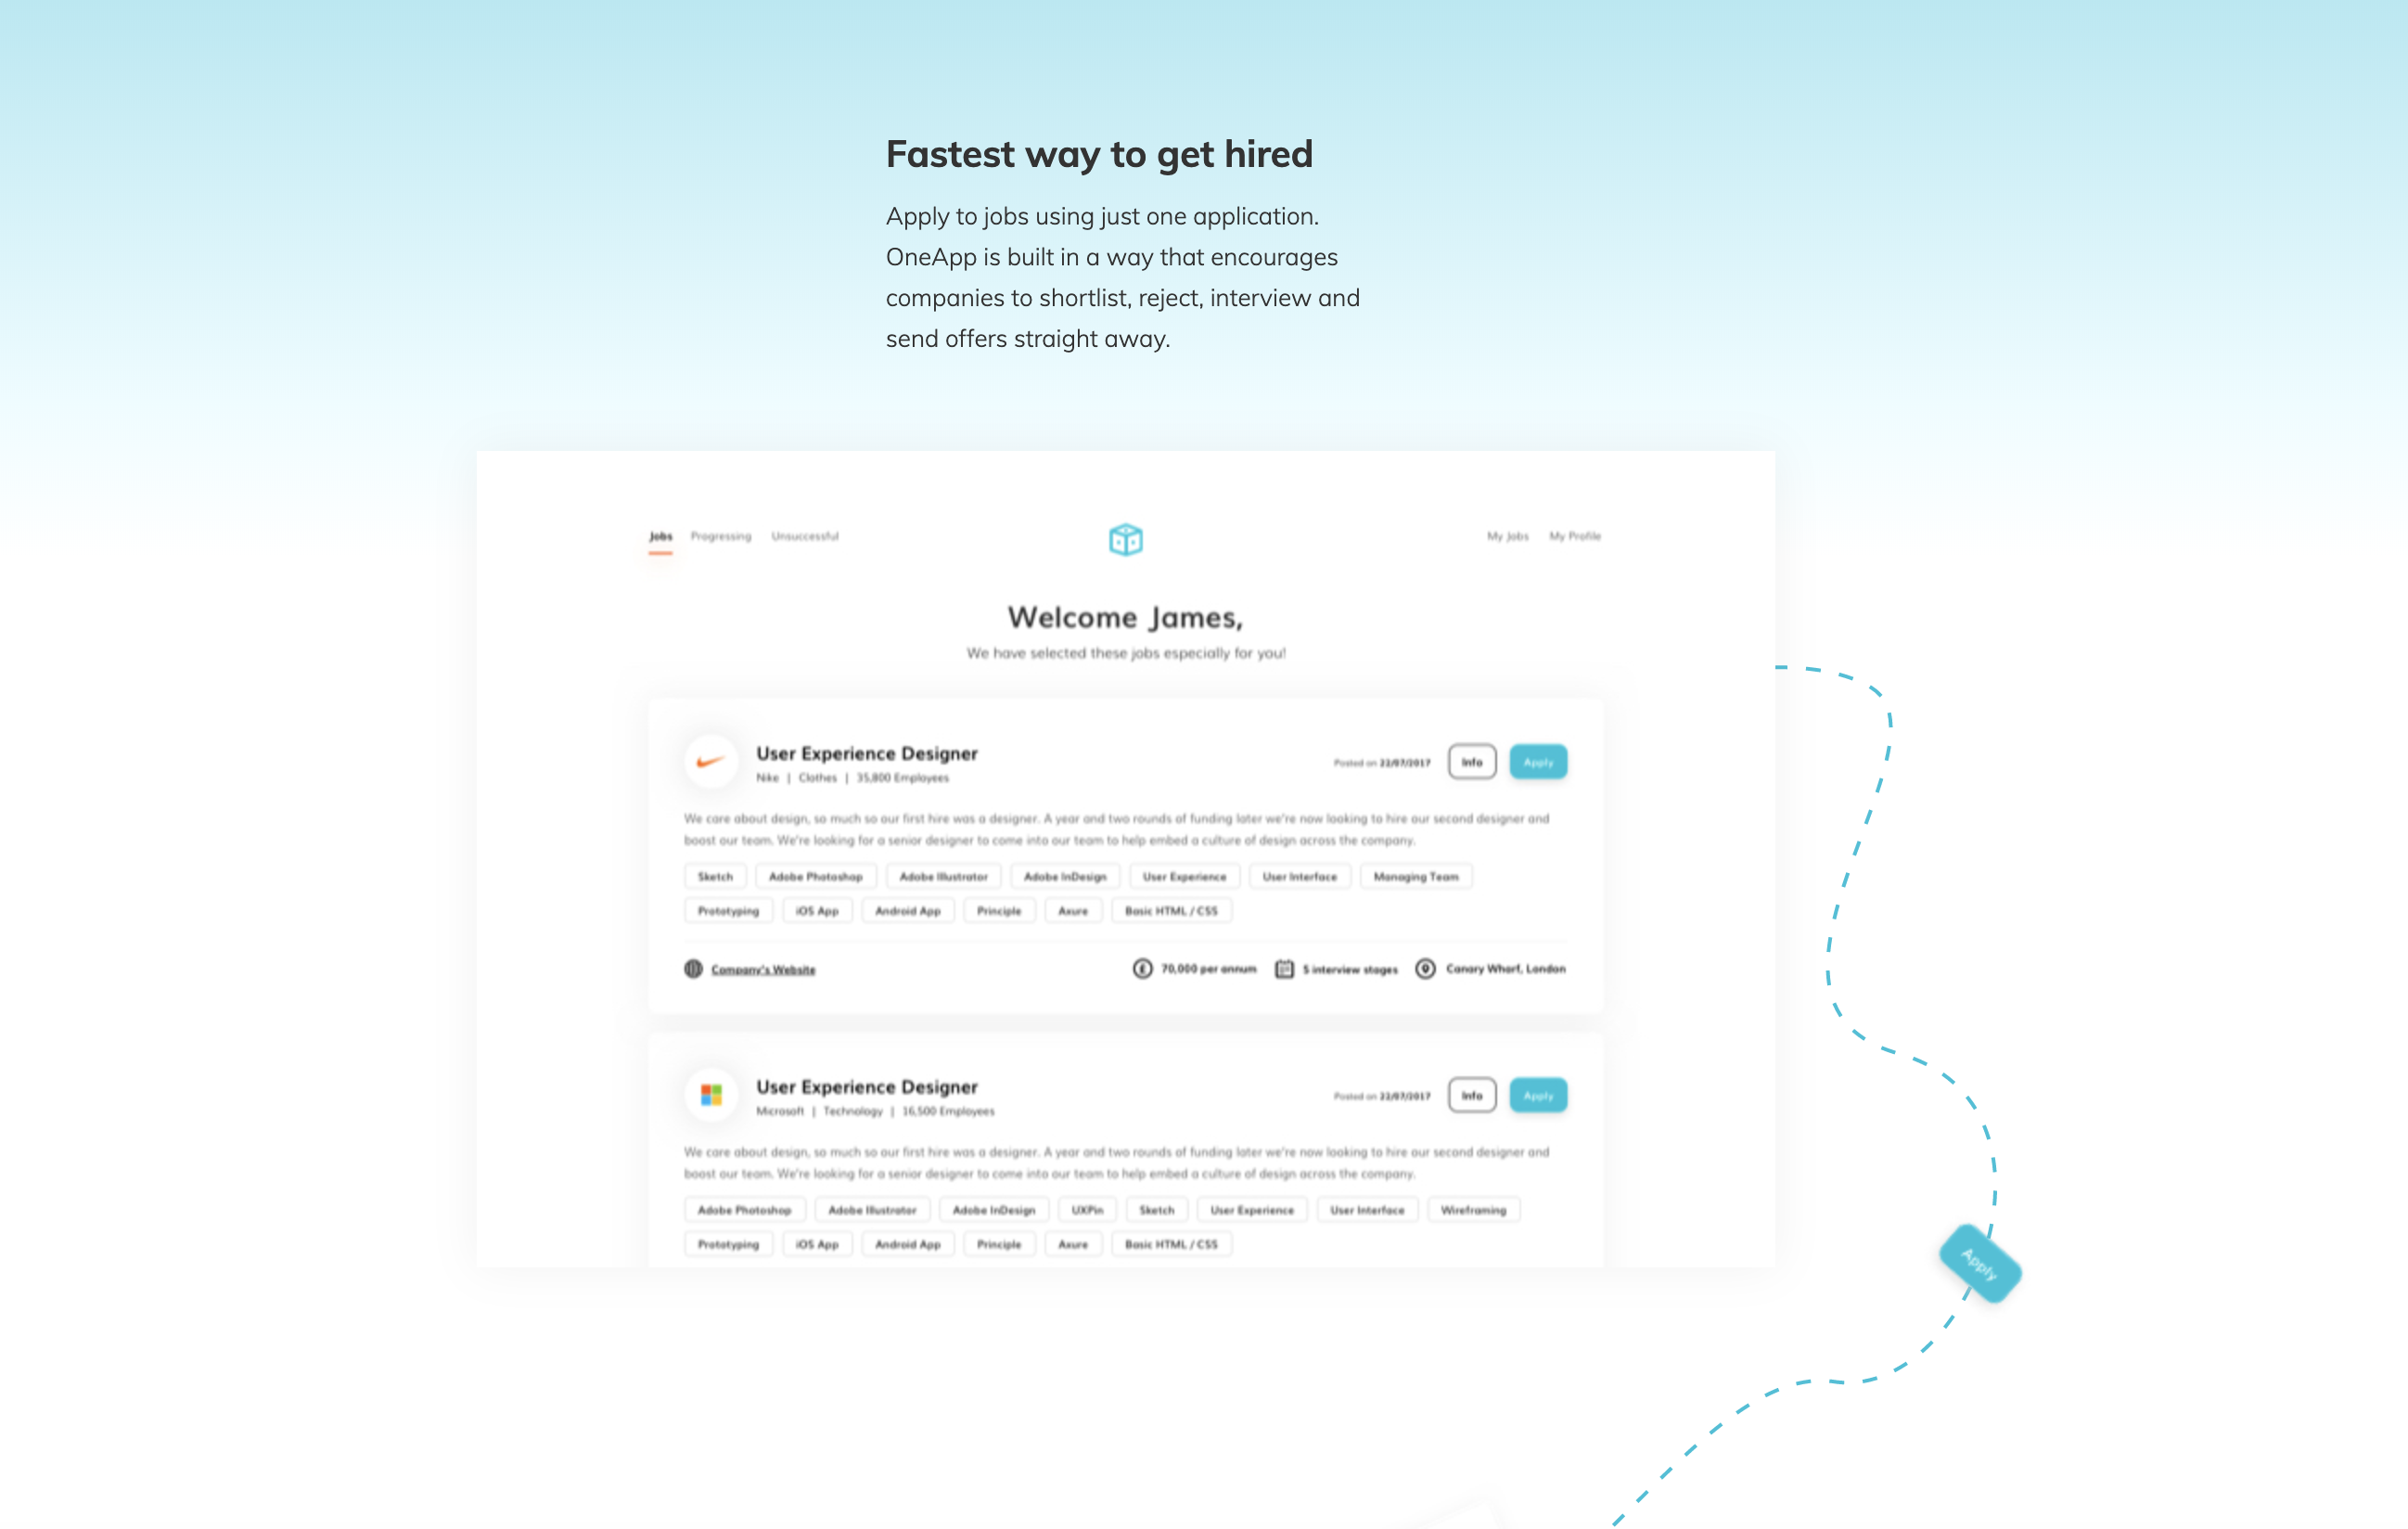 Fastest way to get hired
Apply to jobs using just one application.
OneApp is built in a way that encourages
companies to shortlist, reject, interview and
send offers straight away.
Jobs Progressing Unsuccessful My Jobs My Profile
Welcome James,
We have selected these jobs especially for you!
User Experience Designer
Nike | Clothes | 35,800 Employees
Posted on 22/07/2017 Info Apply
We care about design, so much so our first hire was a designer. A year and two rounds of funding later we're now looking to hire our second designer and
boost our team. We're looking for a senior designer to come into our team to help embed a culture of design across the company.
Sketch Adobe Photoshop Adobe Illustrator Adobe InDesign User Experience User Interface Managing Team
Prototyping iOS App Android App Principle Axure Basic HTML / CSS
Company's Website £ 70,000 per annum 5 interview stages Canary Wharf, London
User Experience Designer
Microsoft | Technology | 16,500 Employees
Posted on 22/07/2017 Info Apply
We care about design, so much so our first hire was a designer. A year and two rounds of funding later we're now looking to hire our second designer and
boost our team. We're looking for a senior designer to come into our team to help embed a culture of design across the company.
Adobe Photoshop Adobe Illustrator Adobe InDesign UXPin Sketch User Experience User Interface Wireframing
Prototyping iOS App Android App Principle Axure Basic HTML / CSS
Apply